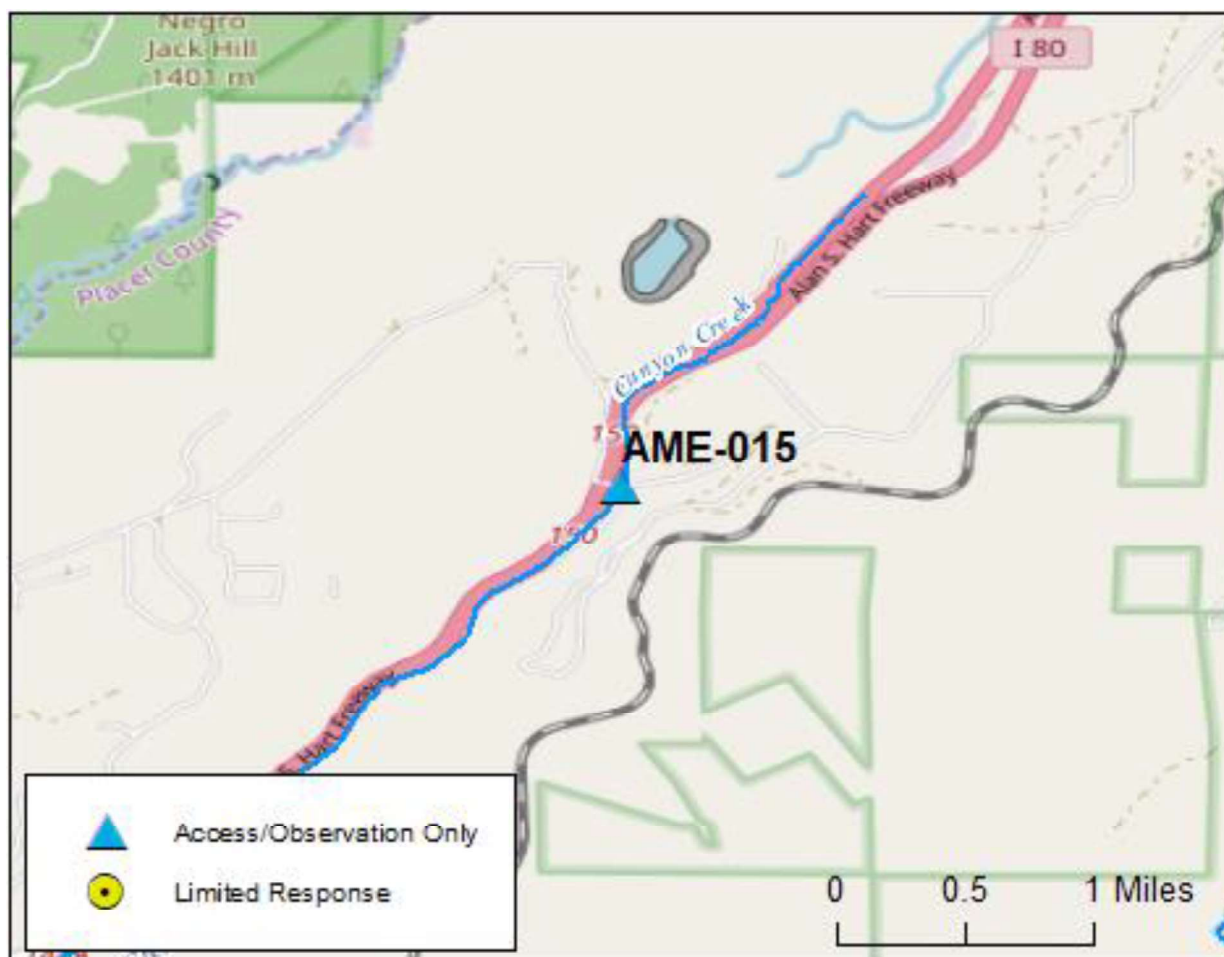 Negro
Jack Hill
1401 m
I 80
Placer County
Alan S. Hart Freeway
Canyon Creek
AME-015
150
S. Hart Freeway
Access/Observation Only
Limited Response
0 0.5 1 Miles